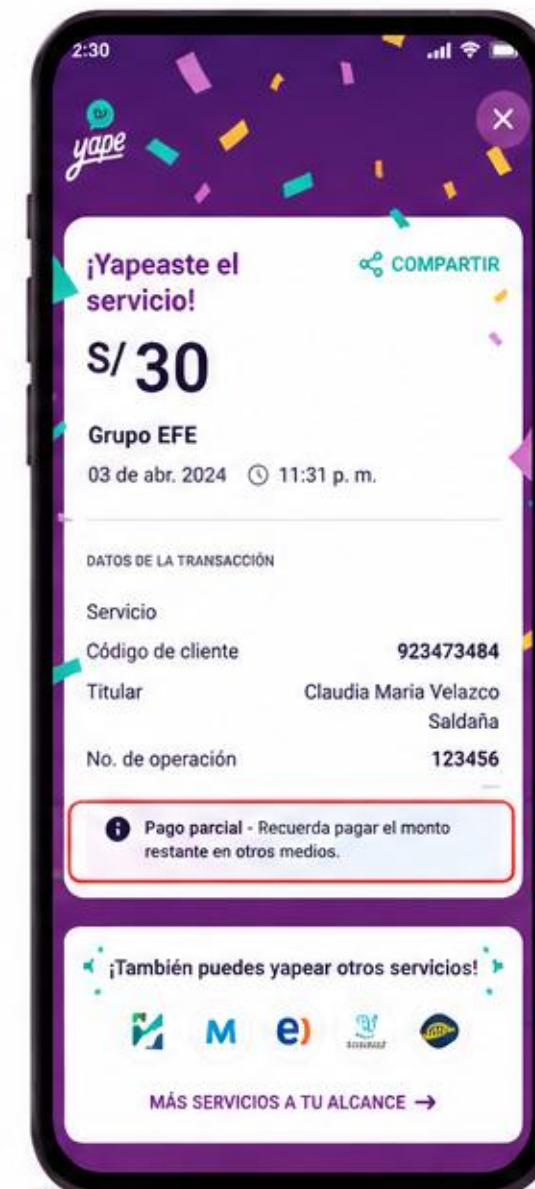 2:30
yape
¡Yapeaste el
servicio!
COMPARTIR
S/ 30
Grupo EFE
03 de abr. 2024 11:31 p. m.
DATOS DE LA TRANSACCIÓN
Servicio
Código de cliente 923473484
Titular Claudia Maria Velazco
Saldaña
No. de operación 123456
Pago parcial - Recuerda pagar el monto
restante en otros medios.
¡También puedes yapear otros servicios!
M e)
MÁS SERVICIOS A TU ALCANCE →